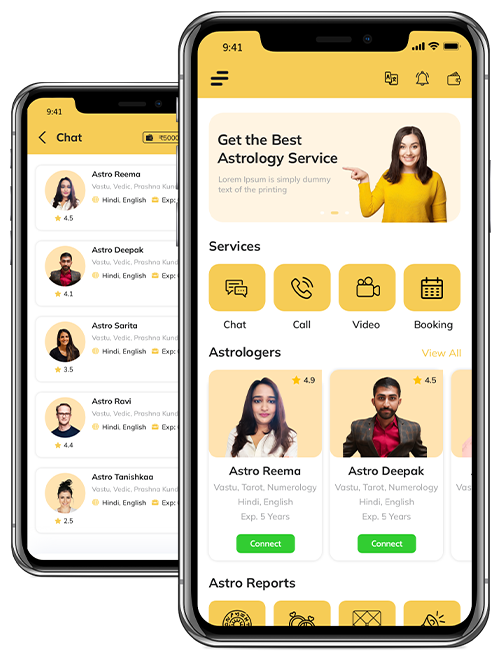 9:41
Chat
₹5000
Astro Reema
Vastu, Vedic, Prashna Kund
Hindi, English Exp:
4.5
Astro Deepak
Vastu, Vedic, Prashna Kund
Hindi, English Exp:
4.1
Astro Sarita
Vastu, Vedic, Prashna Kund
Hindi, English Exp:
3.5
Astro Ravi
Vastu, Vedic, Prashna Kund
Hindi, English Exp:
4.4
Astro Tanishkaa
Vastu, Vedic, Prashna Kund
Hindi, English Exp:
2.5
9:41
Get the Best
Astrology Service
Lorem Ipsum is simply dummy
text of the printing
Services
Chat Call Video Booking
Astrologers View All
4.9
Astro Reema
Vastu, Tarot, Numerology
Hindi, English
Exp. 5 Years
Connect
4.5
Astro Deepak
Vastu, Tarot, Numerology
Hindi, English
Exp. 5 Years
Connect
Vas
Astro Reports